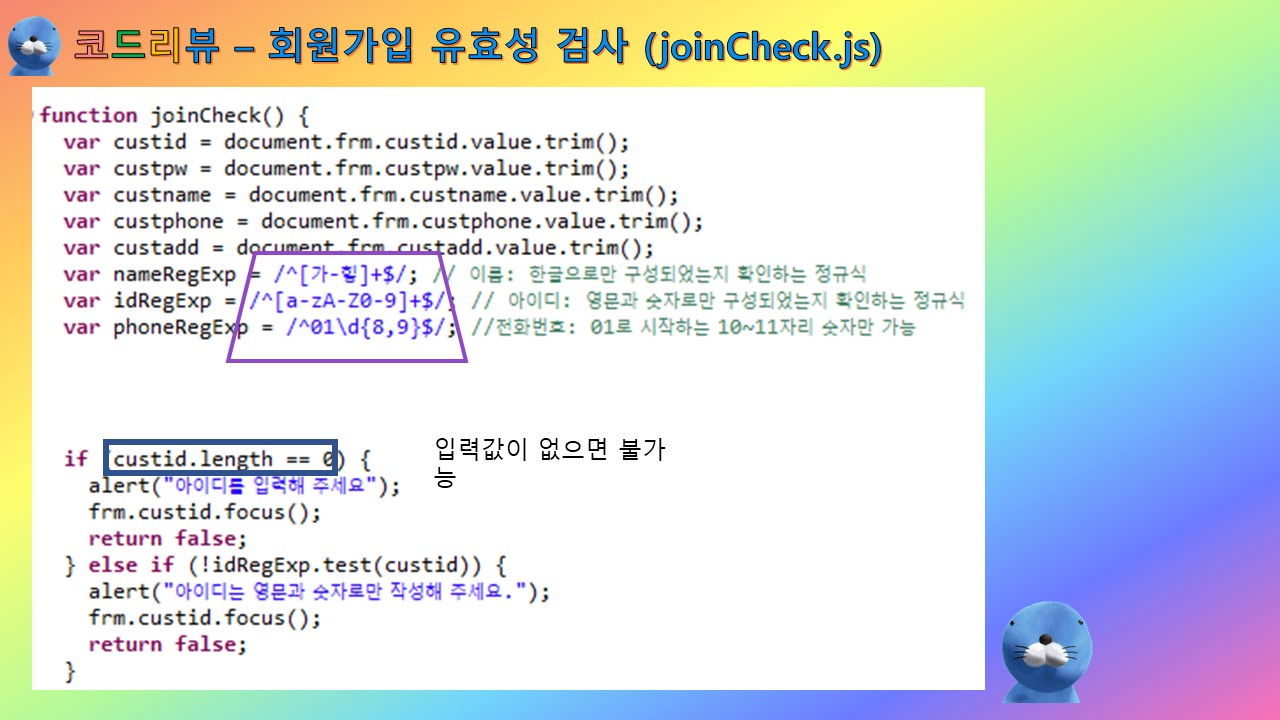 코드리뷰 – 회원가입 유효성 검사 (joinCheck.js)
function joinCheck() {
var custid = document.frm.custid.value.trim();
var custpw = document.frm.custpw.value.trim();
var custname = document.frm.custname.value.trim();
var custphone = document.frm.custphone.value.trim();
var custadd = document.frm.custadd.value.trim();
var nameRegExp = /^[가-힣]+$/; // 이름: 한글으로만 구성되었는지 확인하는 정규식
var idRegExp = /^[a-zA-Z0-9]+$/; // 아이디: 영문과 숫자로만 구성되었는지 확인하는 정규식
var phoneRegExp = /^01\d{8,9}$/; //전화번호: 01로 시작하는 10~11자리 숫자만 가능
if (custid.length == 0) {
입력값이 없으면 불가
능
alert("아이디를 입력해 주세요");
frm.custid.focus();
return false;
} else if (!idRegExp.test(custid)) {
alert("아이디는 영문과 숫자로만 작성해 주세요.");
frm.custid.focus();
return false;
}